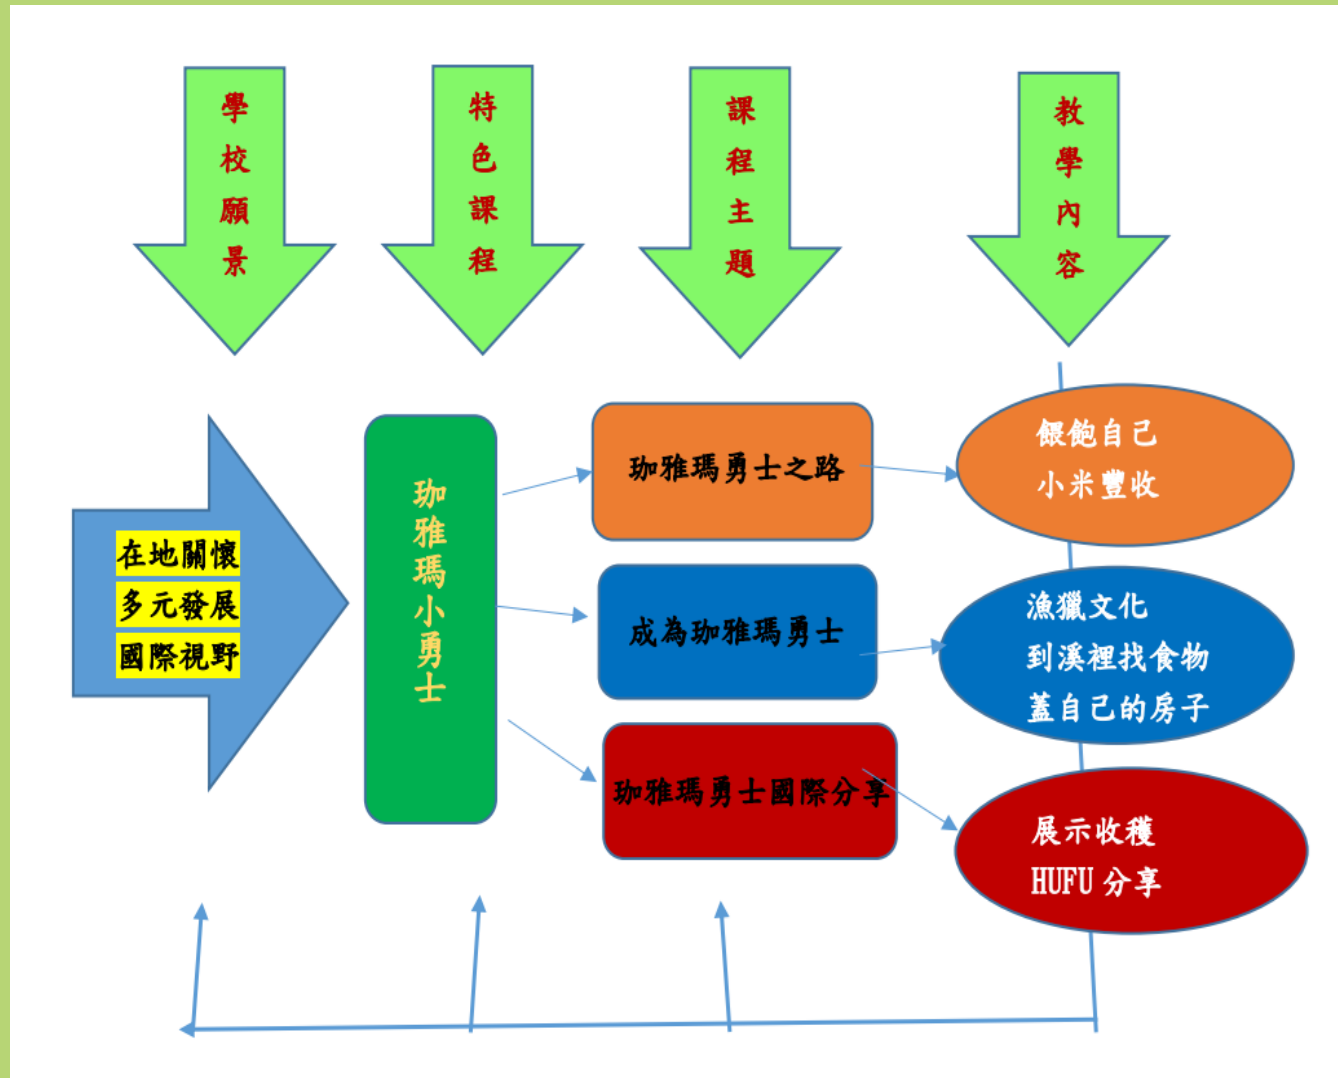 學校願景
特色課程
課程主題
教學內容
在地關懷
多元發展
國際視野
珈雅瑪小勇士
珈雅瑪勇士之路
成為珈雅瑪勇士
珈雅瑪勇士國際分享
餵飽自己
小米豐收
漁獵文化
到溪裡找食物
蓋自己的房子
展示收穫
HUFU 分享